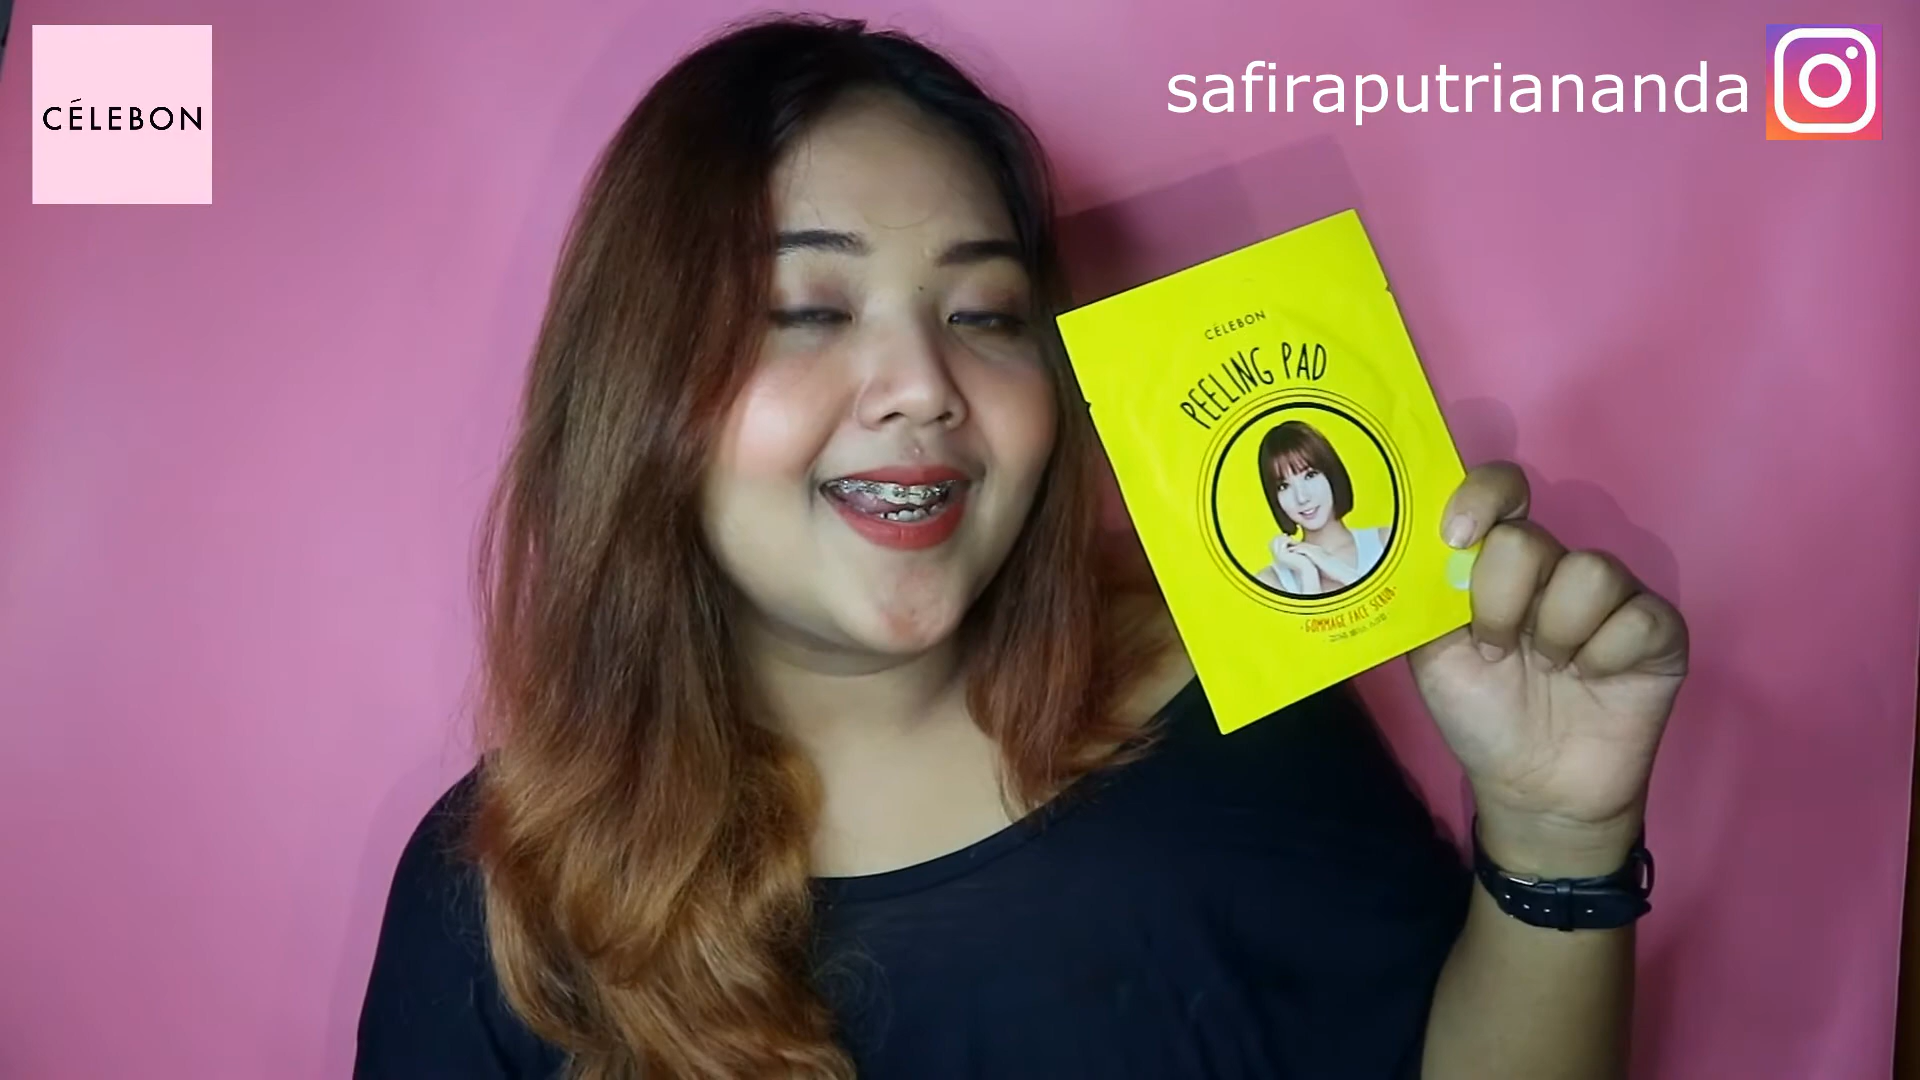 CÉLEBON
safiraputriananda
CÉLEBON
PEELING PAD
·GOMMAGE FACE SCRUB·